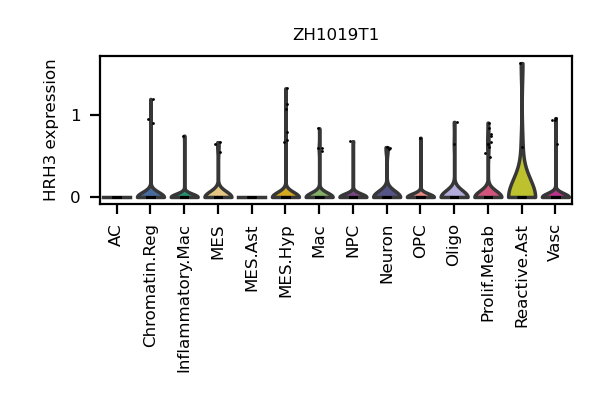 ZH1019T1
HRH3 expression
1
0
AC
Chromatin.Reg
Inflammatory.Mac
MES
MES.Ast
MES.Hyp
Mac
NPC
Neuron
OPC
Oligo
Prolif.Metab
Reactive.Ast
Vasc